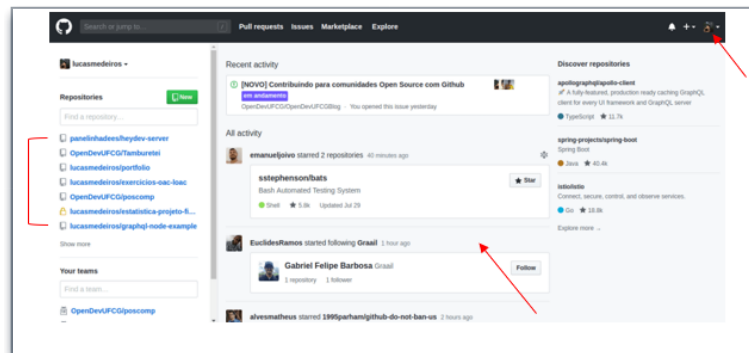 Search or jump to...
Pull requests Issues Marketplace Explore
lucasmedeiros
Repositories
New
Find a repository...
panelinhadees/heydev-server
OpenDevUFCG/Tamburetei
lucasmedeiros/portfolio
lucasmedeiros/exercicios-oac-loac
OpenDevUFCG/poscomp
lucasmedeiros/estatistica-projeto-fi...
lucasmedeiros/graphql-node-example
Show more
Your teams
Find a team...
OpenDevUFCG/poscomp
Recent activity
[NOVO] Contribuindo para comunidades Open Source com Github
em andamento
OpenDevUFCG/OpenDevUFCGBlog · You opened this issue yesterday
All activity
emanueljoivo starred 2 repositories 40 minutes ago
sstephenson/bats
Star
Bash Automated Testing System
Shell 5.8k Updated Jul 29
EuclidesRamos started following Graail 1 hour ago
Gabriel Felipe Barbosa Graail
Follow
1 repository 1 follower
alvesmatheus starred 1995parham/github-do-not-ban-us 2 hours ago
Discover repositories
apollographql/apollo-client
A fully-featured, production ready caching GraphQL
client for every UI framework and GraphQL server
TypeScript 11.7k
spring-projects/spring-boot
Spring Boot
Java 40.4k
istio/istio
Connect, secure, control, and observe services.
Go 18.8k
Explore more →